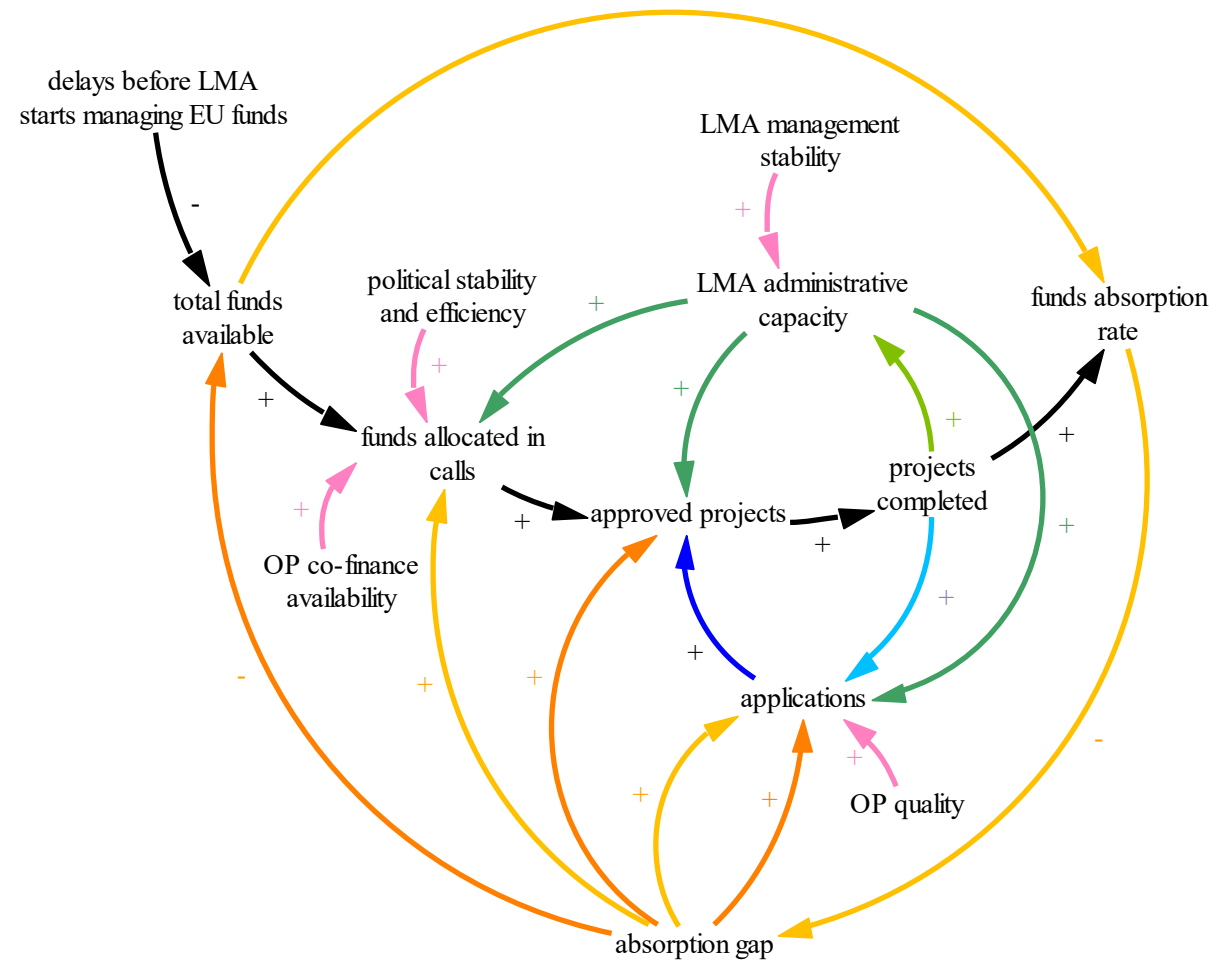 delays before LMA
starts managing EU funds
-
LMA management
stability
+
total funds
available
political stability
and efficiency
+
+
LMA administrative
capacity
funds absorption
rate
+
+
+
+
funds allocated in
calls
projects
completed
+
+
approved projects
+
+
+
OP co-finance
availability
+
+
-
+
+
applications
-
+
+
+
OP quality
absorption gap